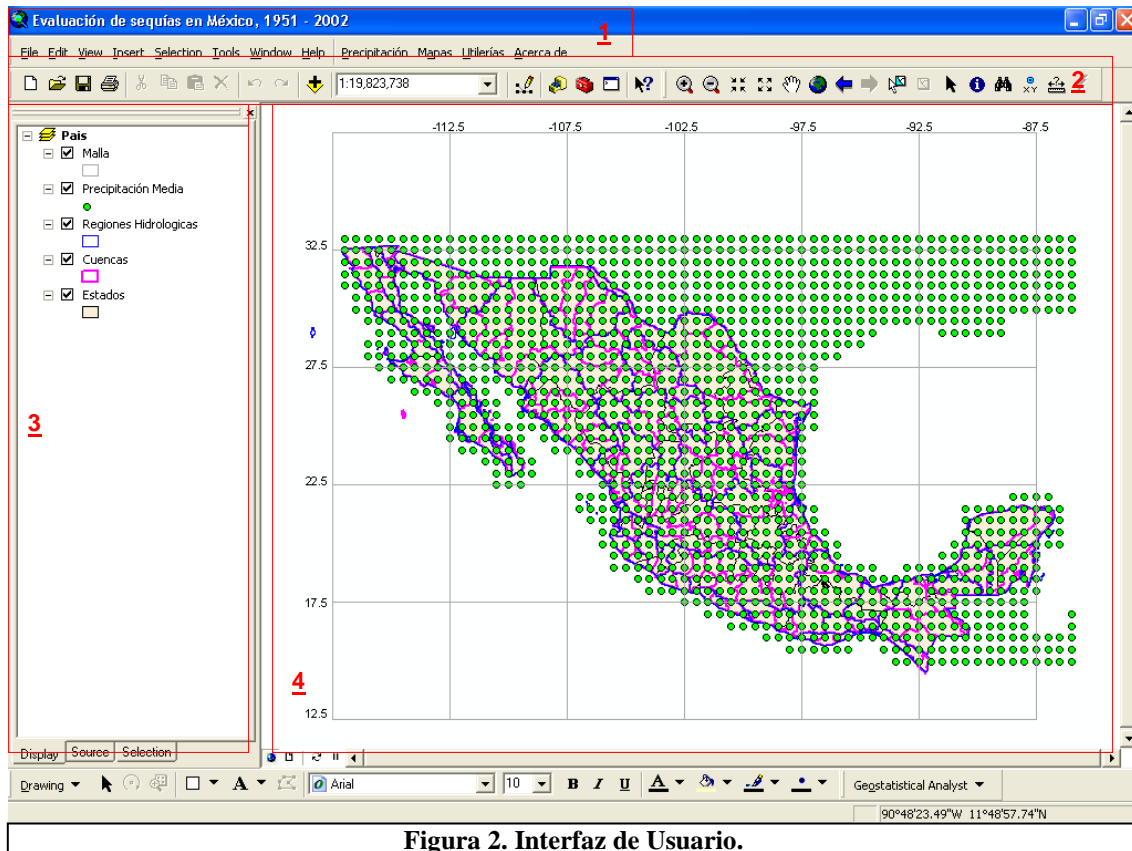 Evaluación de sequías en México, 1951 - 2002
1
File Edit View Insert Selection Tools Window Help Precipitación Mapas Utilerías Acerca de
1:19,823,738
XY
2
Pais
Malla
Precipitación Media
Regiones Hidrologicas
Cuencas
Estados
3
-112.5 -107.5 -102.5 -97.5 -92.5 -87.5
32.5
27.5
22.5
17.5
12.5
4
Display Source Selection
Drawing A Arial 10 B I U A Geostatistical Analyst
90°48'23.49"W 11°48'57.74"N
Figura 2. Interfaz de Usuario.